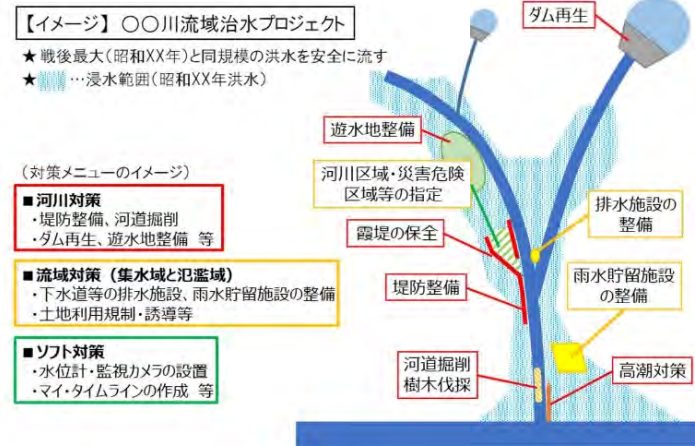 【イメージ】 〇〇川流域治水プロジェクト
★ 戦後最大(昭和XX年)と同規模の洪水を安全に流す
★ …浸水範囲(昭和XX年洪水)
(対策メニューのイメージ)
■河川対策
・堤防整備、河道掘削
・ダム再生、遊水地整備 等
■流域対策(集水域と氾濫域)
・下水道等の排水施設、雨水貯留施設の整備
・土地利用規制・誘導等
■ソフト対策
・水位計・監視カメラの設置
・マイ・タイムラインの作成 等
ダム再生
遊水地整備
河川区域・災害危険
区域等の指定
霞堤の保全
堤防整備
河道掘削
樹木伐採
排水施設の
整備
雨水貯留施設
の整備
高潮対策